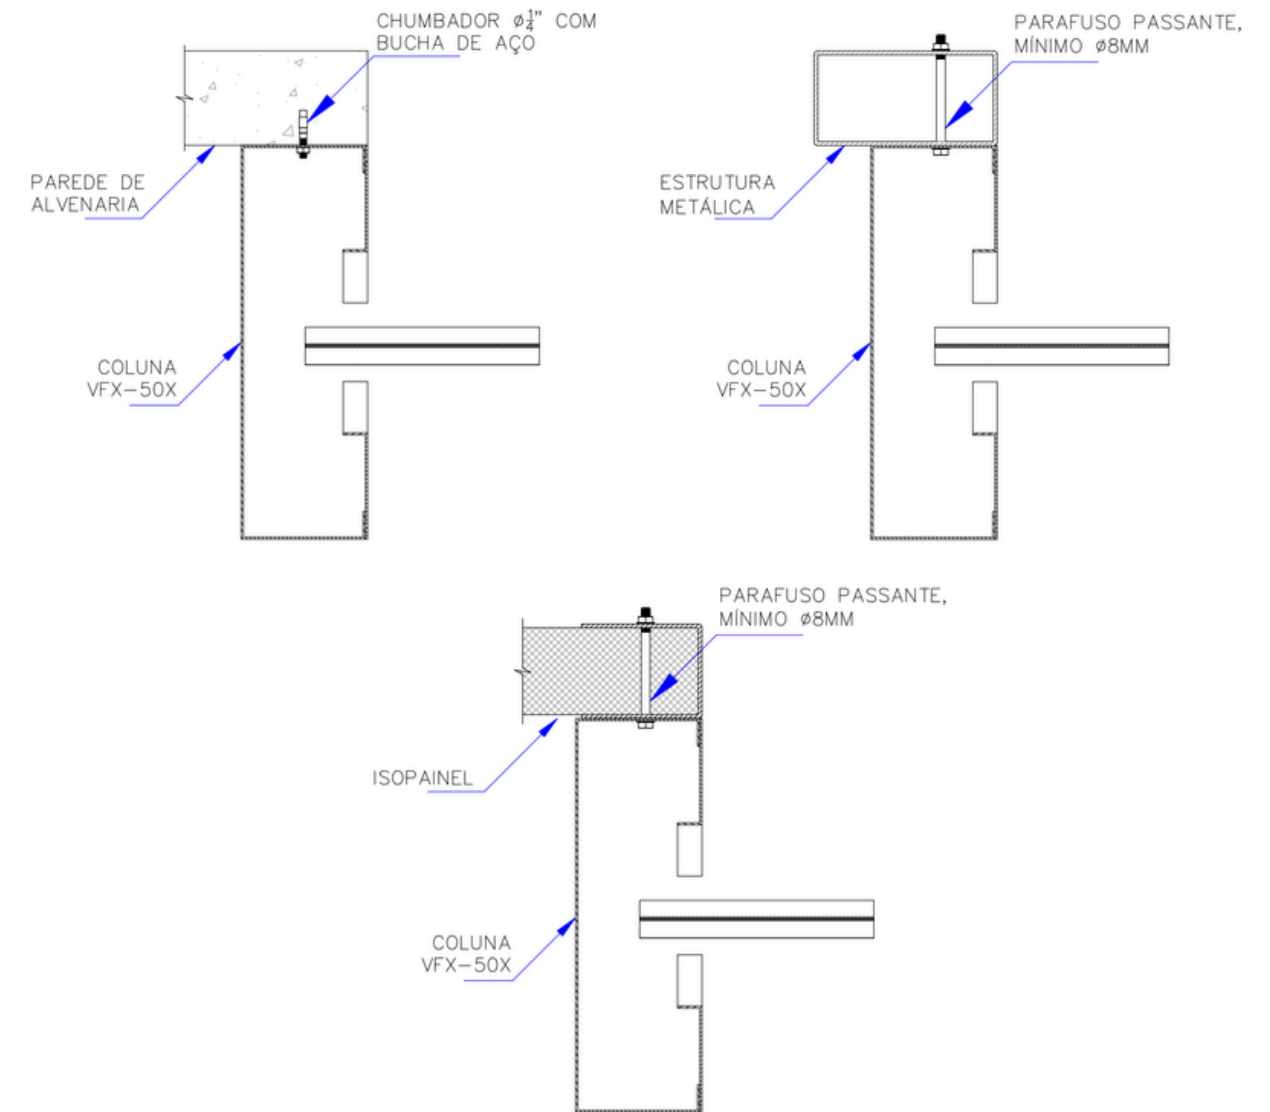 CHUMBADOR ø1/4" COM
BUCHA DE AÇO
PARAFUSO PASSANTE,
MÍNIMO ø8MM
PAREDE DE
ALVENARIA
ESTRUTURA
METÁLICA
COLUNA
VFX-50X
COLUNA
VFX-50X
PARAFUSO PASSANTE,
MÍNIMO ø8MM
ISOPAINEL
COLUNA
VFX-50X